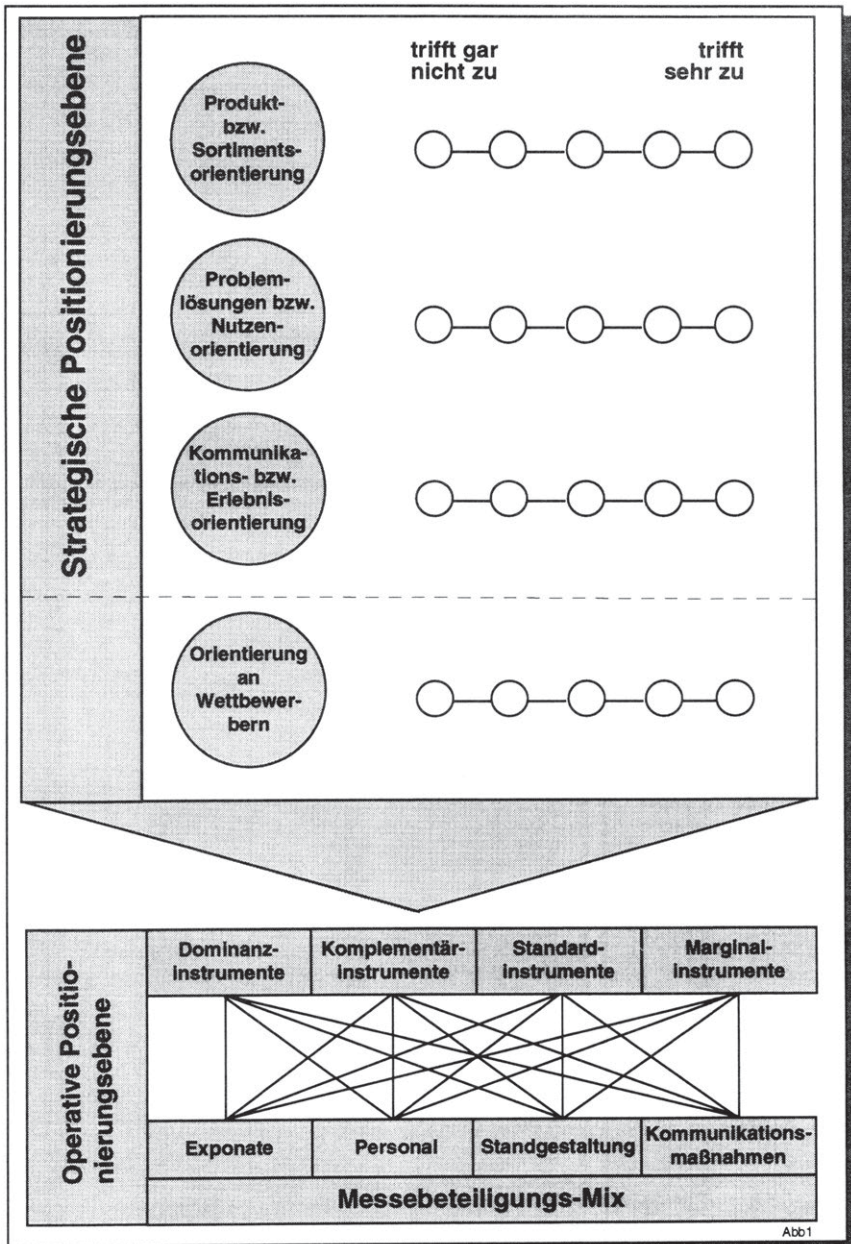 Strategische Positionierungsebene
trifft gar
nicht zu
trifft
sehr zu
Produkt-
bzw.
Sortiments-
orientierung
Problem-
lösungen bzw.
Nutzen-
orientierung
Kommunika-
tions- bzw.
Erlebnis-
orientierung
Orientierung
an
Wettbewer-
bern
Operative Positio-
nierungsebene
Dominanz-
instrumente
Komplementär-
instrumente
Standard-
instrumente
Marginal-
instrumente
Exponate
Personal
Standgestaltung
Kommunikations-
maßnahmen
Messebeteiligungs-Mix
Abb1